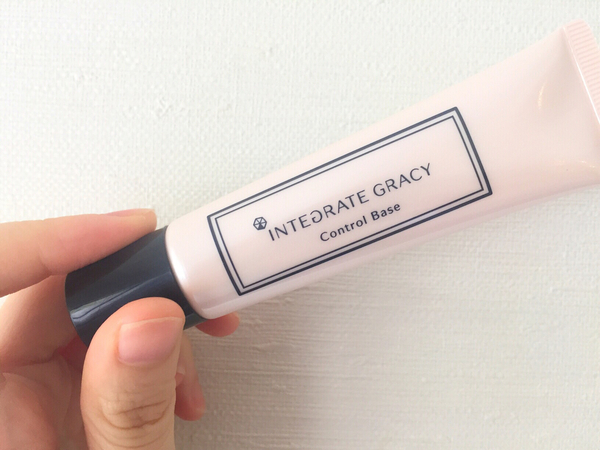 INTEGRATE GRACY
Control Base